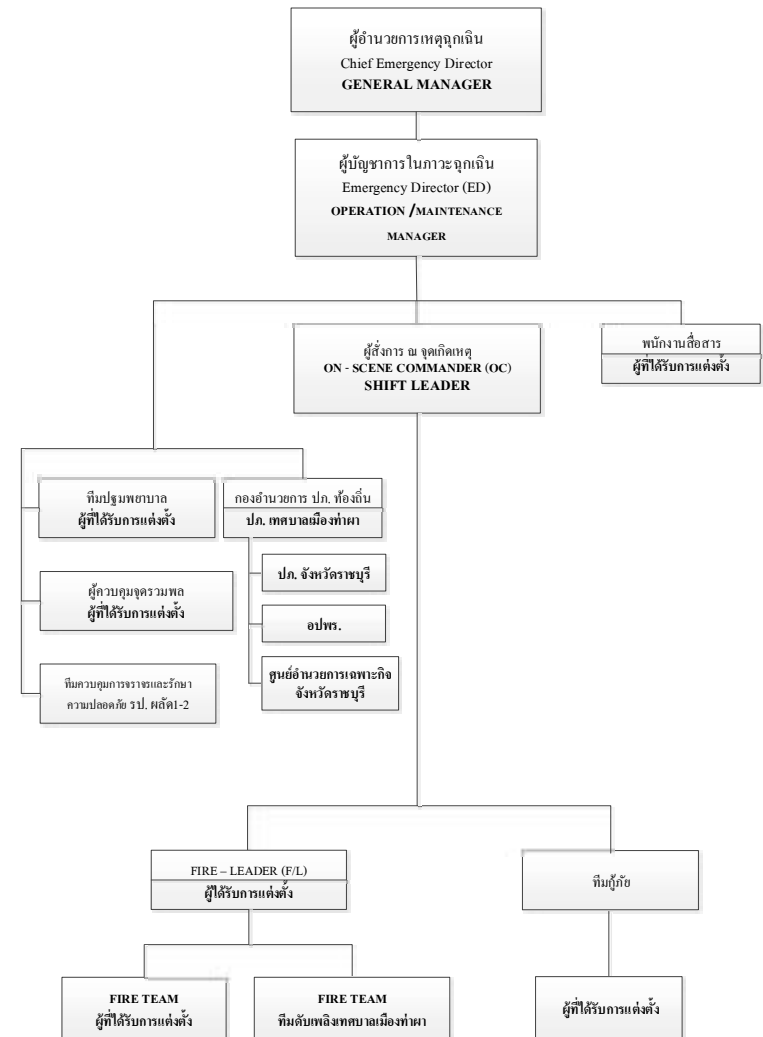 ผู้อำนวยการเหตุฉุกเฉิน
Chief Emergency Director
GENERAL MANAGER
ผู้บัญชาการในภาวะฉุกเฉิน
Emergency Director (ED)
OPERATION /MAINTENANCE
MANAGER
ผู้สั่งการ ณ จุดเกิดเหตุ
ON - SCENE COMMANDER (OC)
SHIFT LEADER
พนักงานสื่อสาร
ผู้ที่ได้รับการแต่งตั้ง
ทีมปฐมพยาบาล
ผู้ที่ได้รับการแต่งตั้ง
กองอำนวยการ ปภ. ท้องถิ่น
ปภ. เทศบาลเมืองท่าผา
ปภ. จังหวัดราชบุรี
ผู้ควบคุมจุดรวมพล
ผู้ที่ได้รับการแต่งตั้ง
อปพร.
ศูนย์อำนวยการเฉพาะกิจ
จังหวัดราชบุรี
ทีมควบคุมการจราจรและรักษา
ความปลอดภัย รป. ผลัด1-2
FIRE – LEADER (F/L)
ผู้ได้รับการแต่งตั้ง
ทีมกู้ภัย
FIRE TEAM
ผู้ที่ได้รับการแต่งตั้ง
FIRE TEAM
ทีมดับเพลิงเทศบาลเมืองท่าผา
ผู้ที่ได้รับการแต่งตั้ง